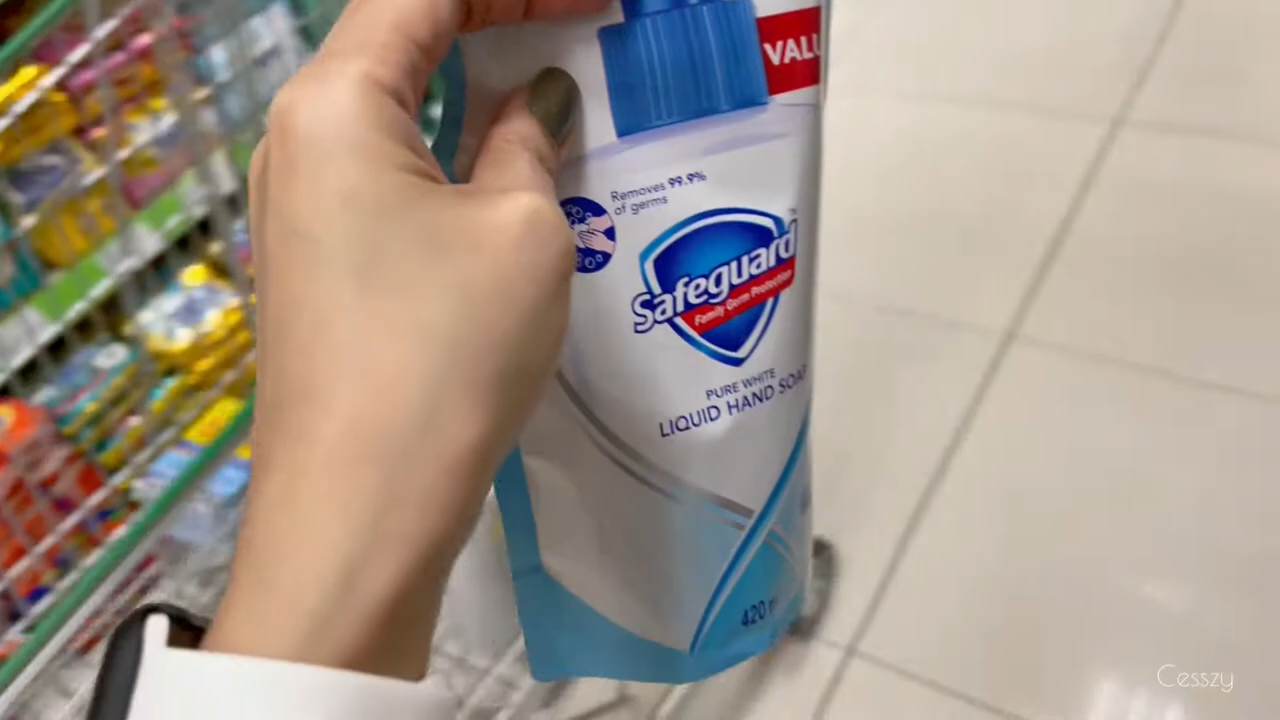 VALU
Removes 99.9%
of germs
Safeguard
Family Germ Protection
PURE WHITE
LIQUID HAND SOAP
420 m
Cesszy